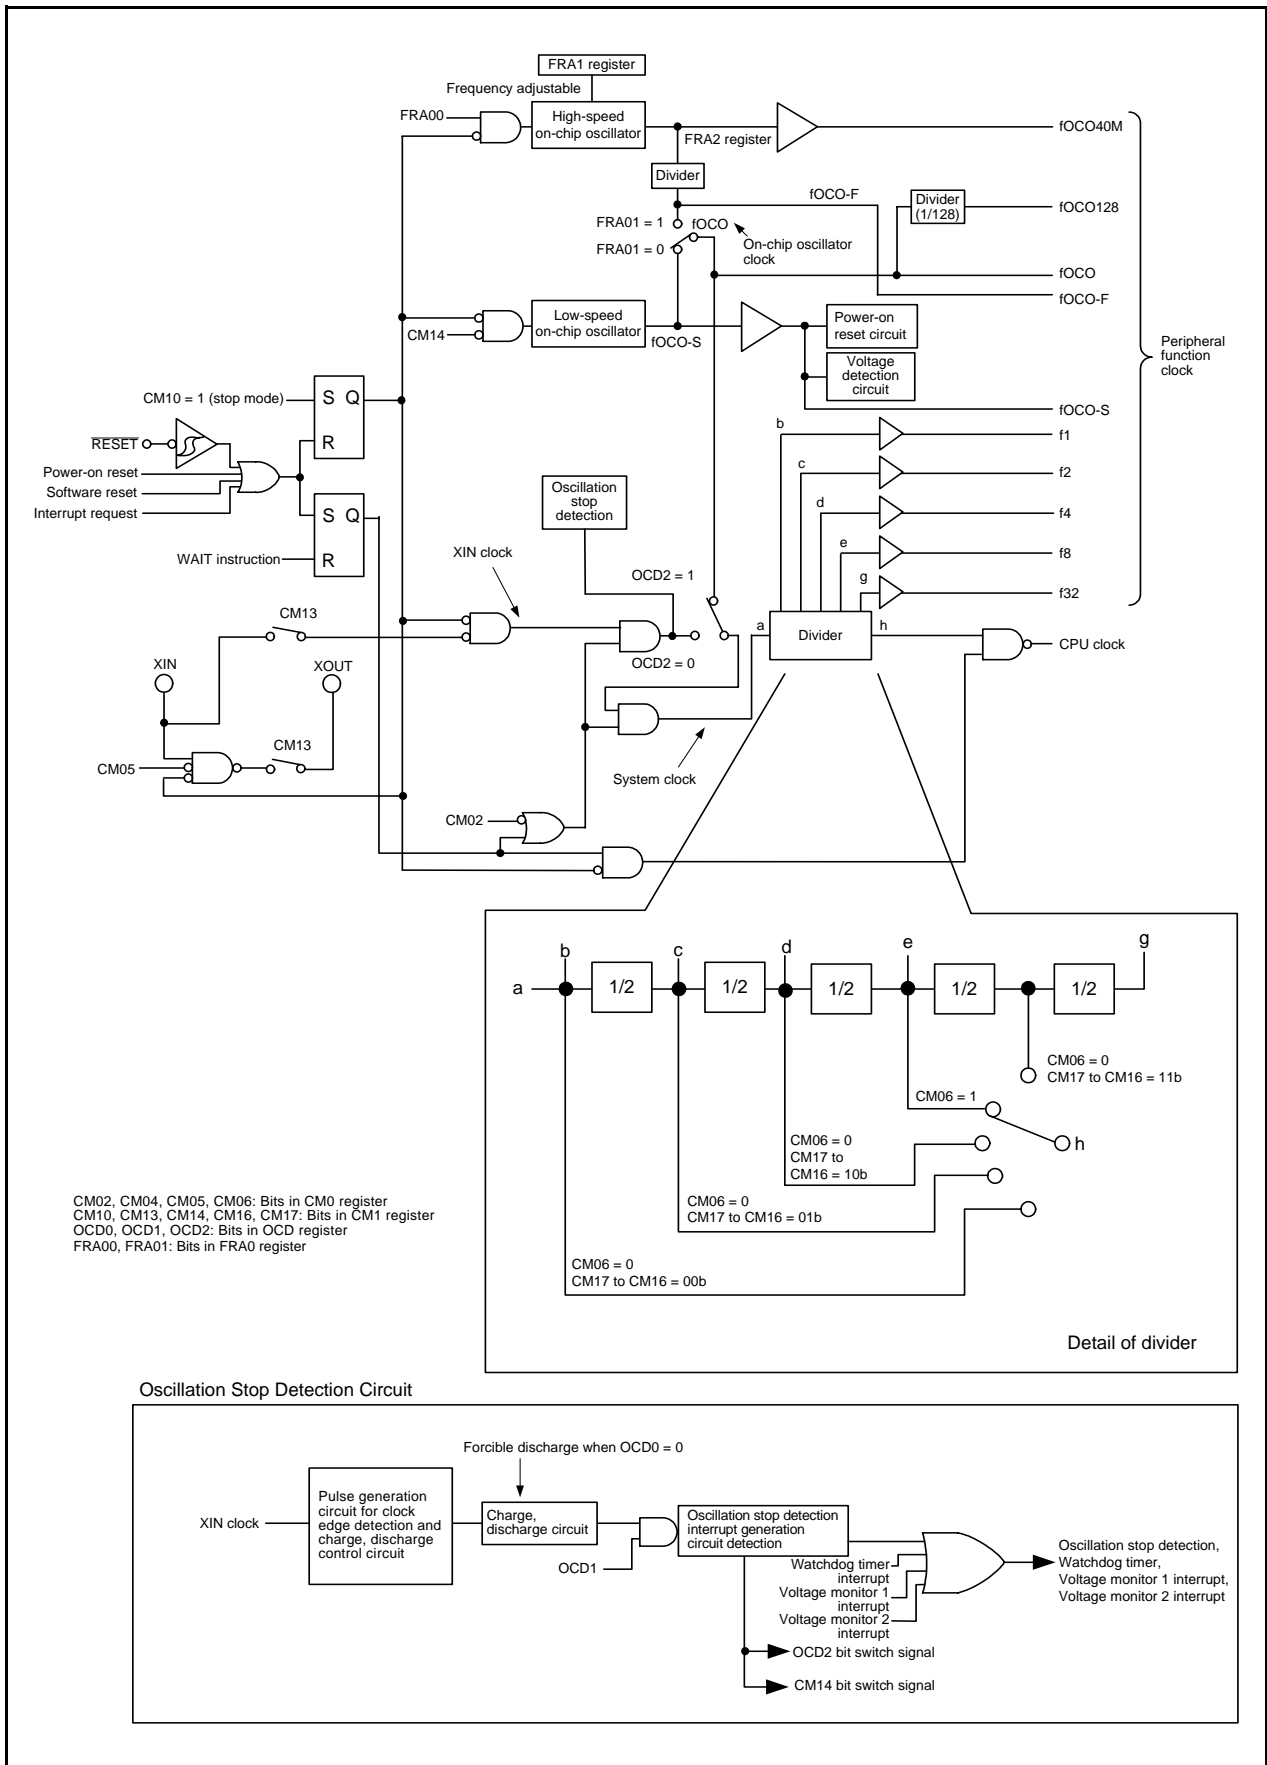 FRA1 register
Frequency adjustable
FRA00
High-speed
on-chip oscillator
FRA2 register
fOCO40M
Divider
fOCO-F
Divider
(1/128)
fOCO128
FRA01 = 1
fOCO
FRA01 = 0
On-chip oscillator
clock
fOCO
fOCO-F
CM14
Low-speed
on-chip oscillator
fOCO-S
Power-on
reset circuit
Voltage
detection
circuit
Peripheral
function
clock
fOCO-S
CM10 = 1 (stop mode)
S Q
R
RESET
Power-on reset
Software reset
Interrupt request
S Q
R
WAIT instruction
b
f1
c
f2
d
f4
e
f8
g
f32
Oscillation
stop
detection
XIN clock
OCD2 = 1
CM13
a
Divider
h
CPU clock
OCD2 = 0
XIN
XOUT
CM13
CM05
System clock
CM02
b
c
d
e
g
a
1/2
1/2
1/2
1/2
1/2
CM06 = 0
CM17 to CM16 = 11b
CM06 = 1
h
CM06 = 0
CM17 to
CM16 = 10b
CM06 = 0
CM17 to CM16 = 01b
CM06 = 0
CM17 to CM16 = 00b
Detail of divider
CM02, CM04, CM05, CM06: Bits in CM0 register
CM10, CM13, CM14, CM16, CM17: Bits in CM1 register
OCD0, OCD1, OCD2: Bits in OCD register
FRA00, FRA01: Bits in FRA0 register
Oscillation Stop Detection Circuit
Forcible discharge when OCD0 = 0
XIN clock
Pulse generation
circuit for clock
edge detection and
charge, discharge
control circuit
Charge,
discharge circuit
OCD1
Oscillation stop detection
interrupt generation
circuit detection
Watchdog timer
interrupt
Voltage monitor 1
interrupt
Voltage monitor 2
interrupt
Oscillation stop detection,
Watchdog timer,
Voltage monitor 1 interrupt,
Voltage monitor 2 interrupt
OCD2 bit switch signal
CM14 bit switch signal